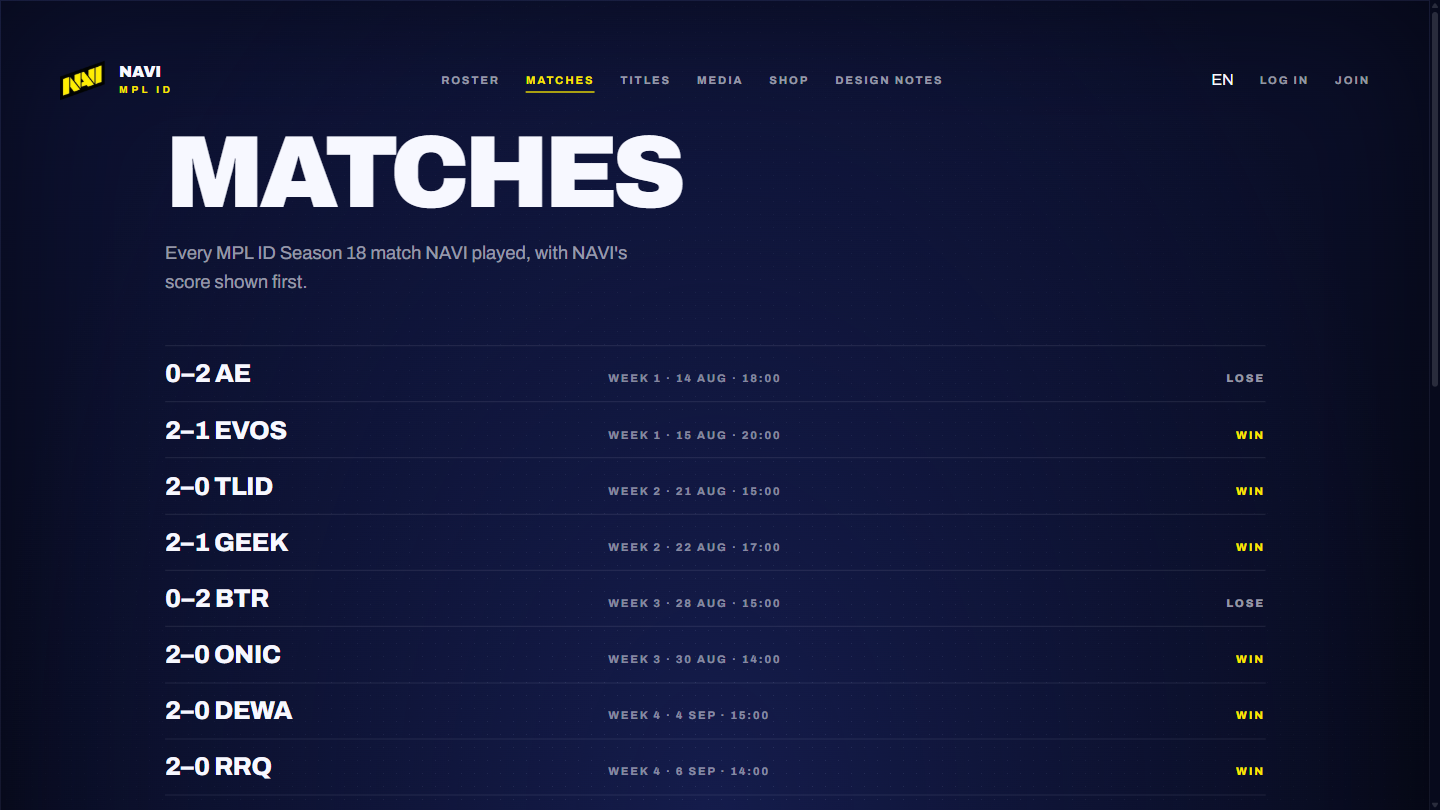 NAVI
NAVI
MPL ID
ROSTER MATCHES TITLES MEDIA SHOP DESIGN NOTES
EN LOG IN JOIN
MATCHES
Every MPL ID Season 18 match NAVI played, with NAVI's
score shown first.
0–2 AE WEEK 1 · 14 AUG · 18:00 LOSE
2–1 EVOS WEEK 1 · 15 AUG · 20:00 WIN
2–0 TLID WEEK 2 · 21 AUG · 15:00 WIN
2–1 GEEK WEEK 2 · 22 AUG · 17:00 WIN
0–2 BTR WEEK 3 · 28 AUG · 15:00 LOSE
2–0 ONIC WEEK 3 · 30 AUG · 14:00 WIN
2–0 DEWA WEEK 4 · 4 SEP · 15:00 WIN
2–0 RRQ WEEK 4 · 6 SEP · 14:00 WIN